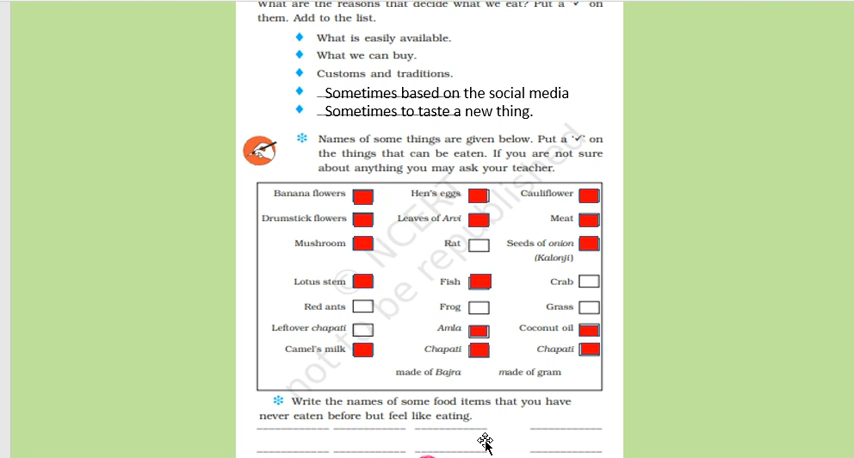 What are the reasons that decide what we eat? Put a '✓' on
them. Add to the list.
What is easily available.
What we can buy.
Customs and traditions.
Sometimes based on the social media
Sometimes to taste a new thing.
Names of some things are given below. Put a '✓' on
the things that can be eaten. If you are not sure
about anything you may ask your teacher.
Banana flowers Hen's eggs Cauliflower
Drumstick flowers Leaves of Arvi Meat
Mushroom Rat Seeds of onion
(Kalonji)
Lotus stem Fish Crab
Red ants Frog Grass
Leftover chapati Amla Coconut oil
Camel's milk Chapati Chapati
made of Bajra made of gram
Write the names of some food items that you have
never eaten before but feel like eating.
© NCERT
not to be republished